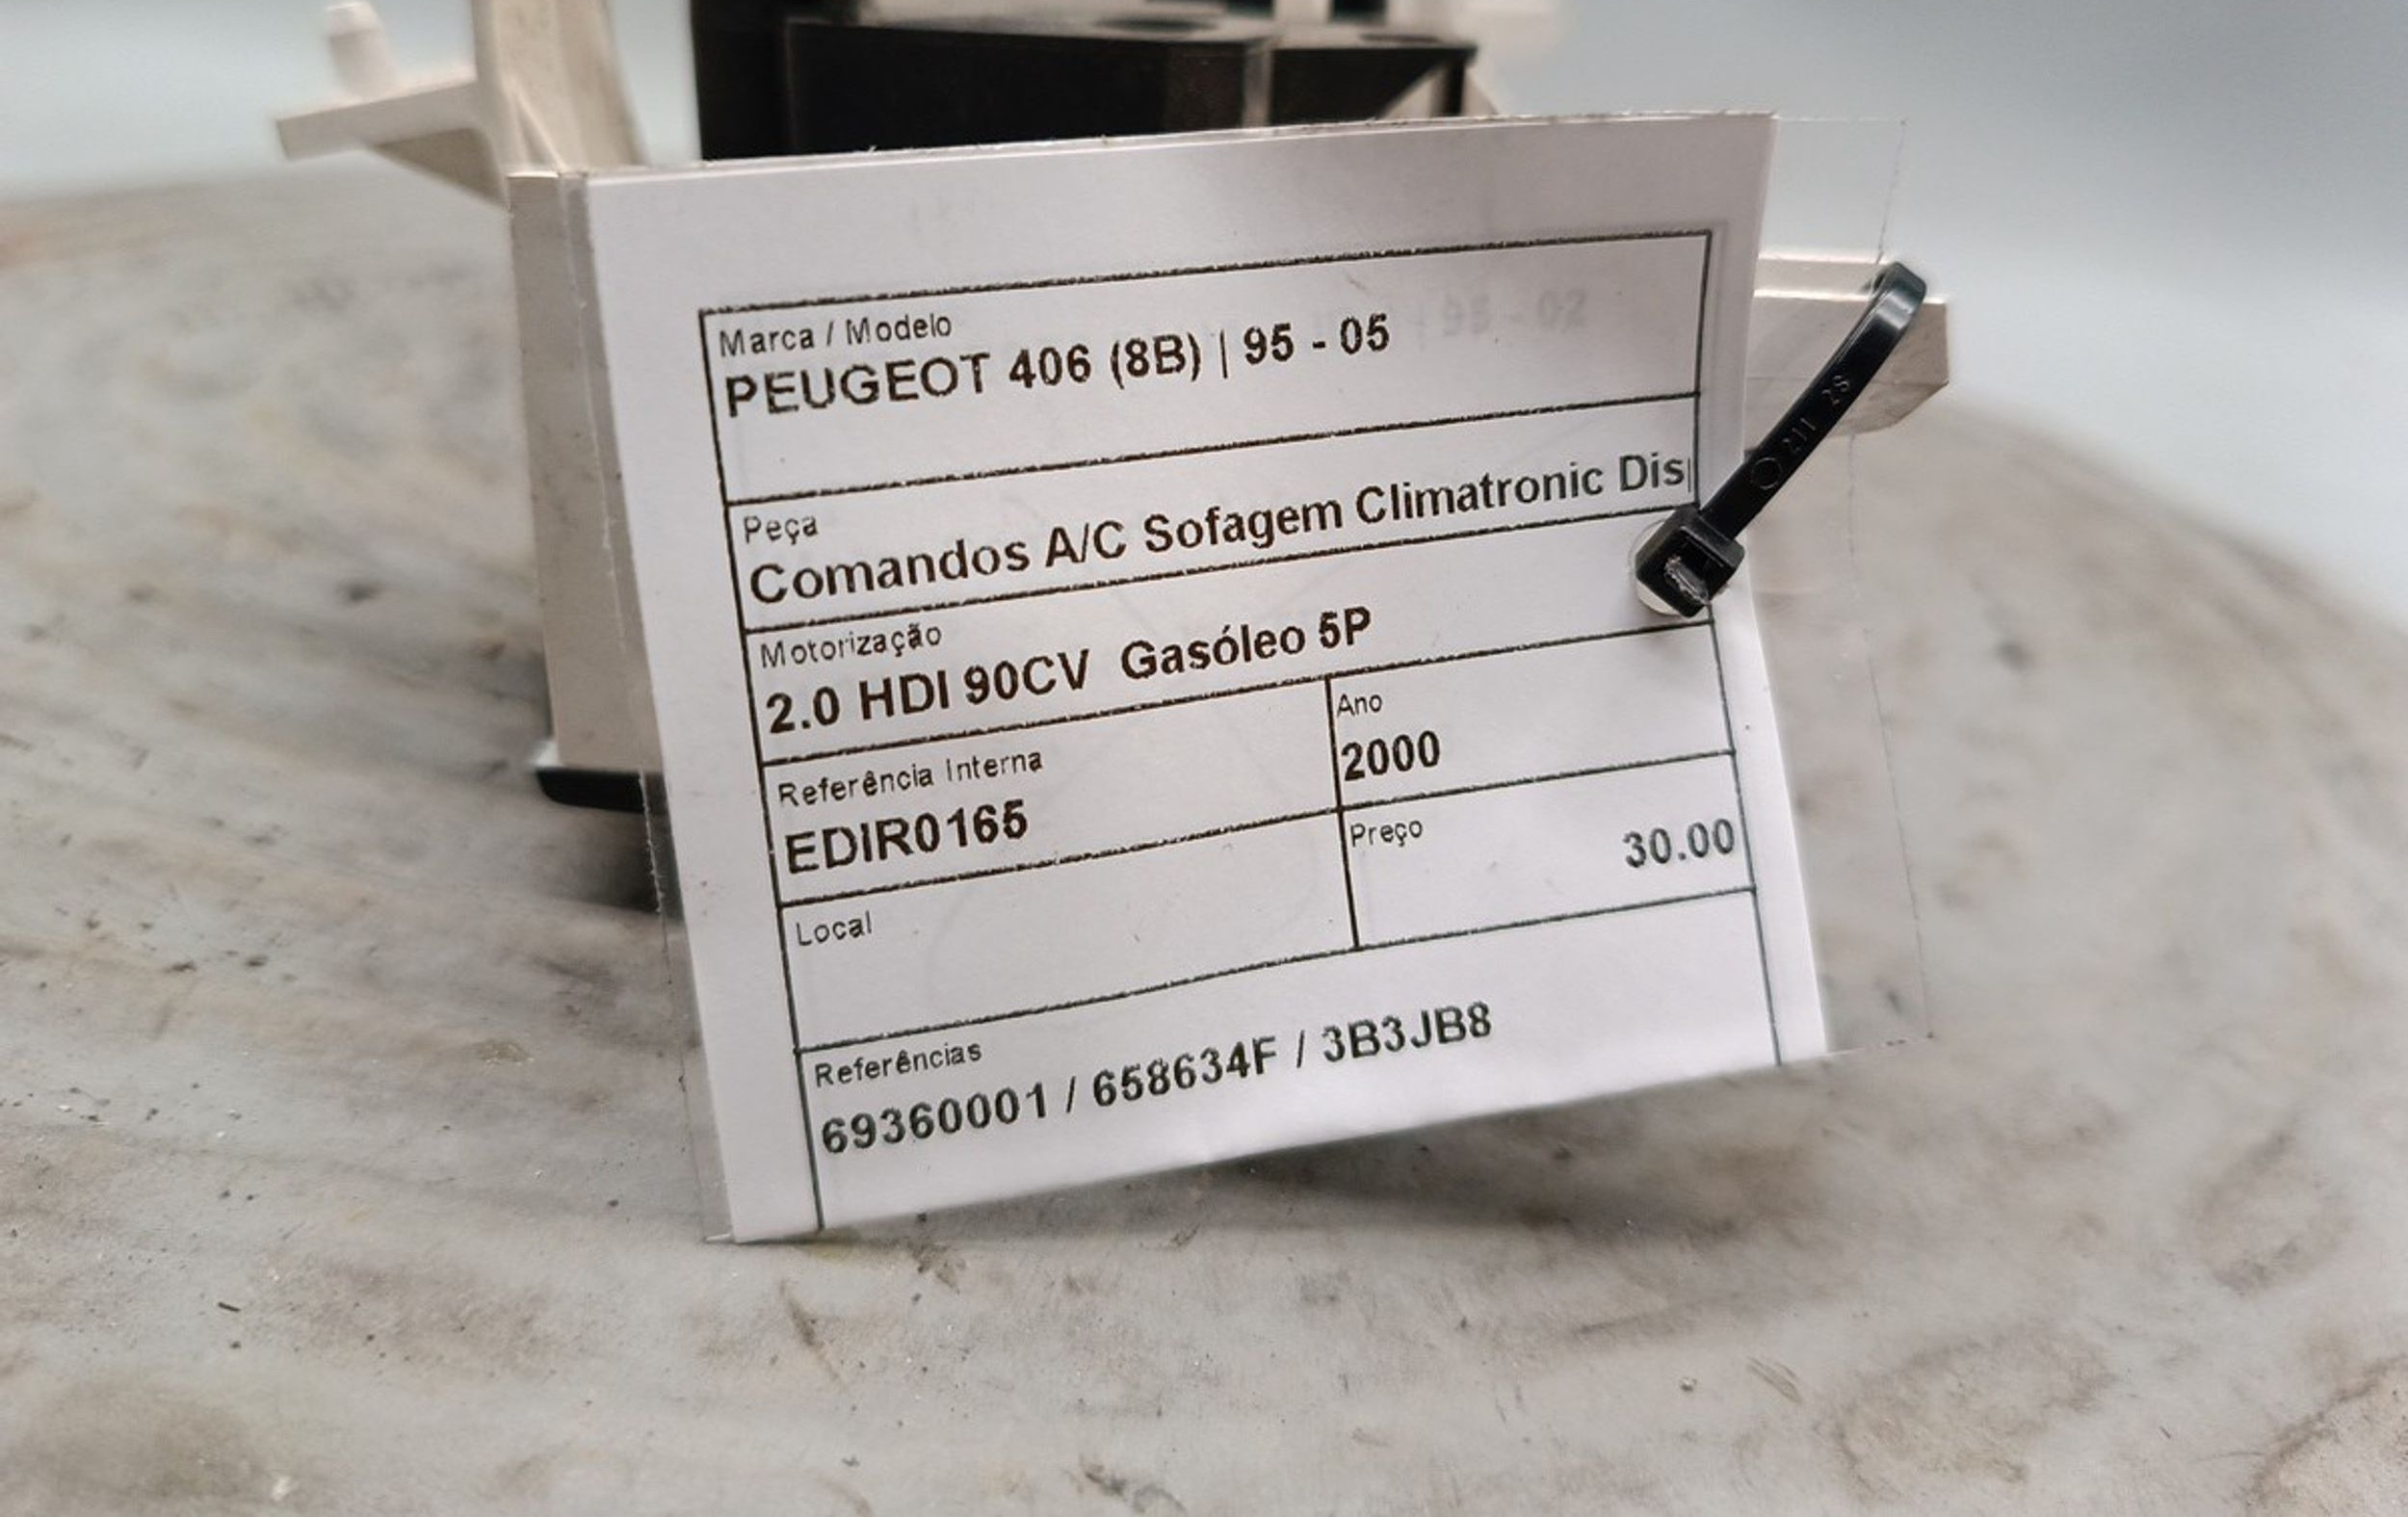 Marca / Modelo
PEUGEOT 406 (8B) | 95 - 05
Peça
Comandos A/C Sofagem Climatronic Dis
Motorização
2.0 HDI 90CV  Gasóleo 5P
Referência Interna
EDIR0165
Ano
2000
Local
Preço
30.00
Referências
69360001 / 658634F / 3B3JB8